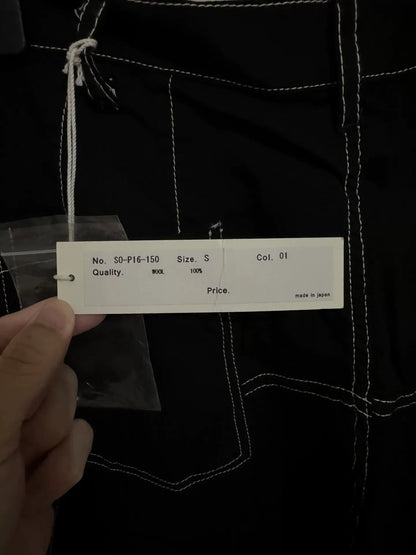 No. SO-P16-150 Size. S Col. 01
Quality. WOOL 100%
Price.
made in japan